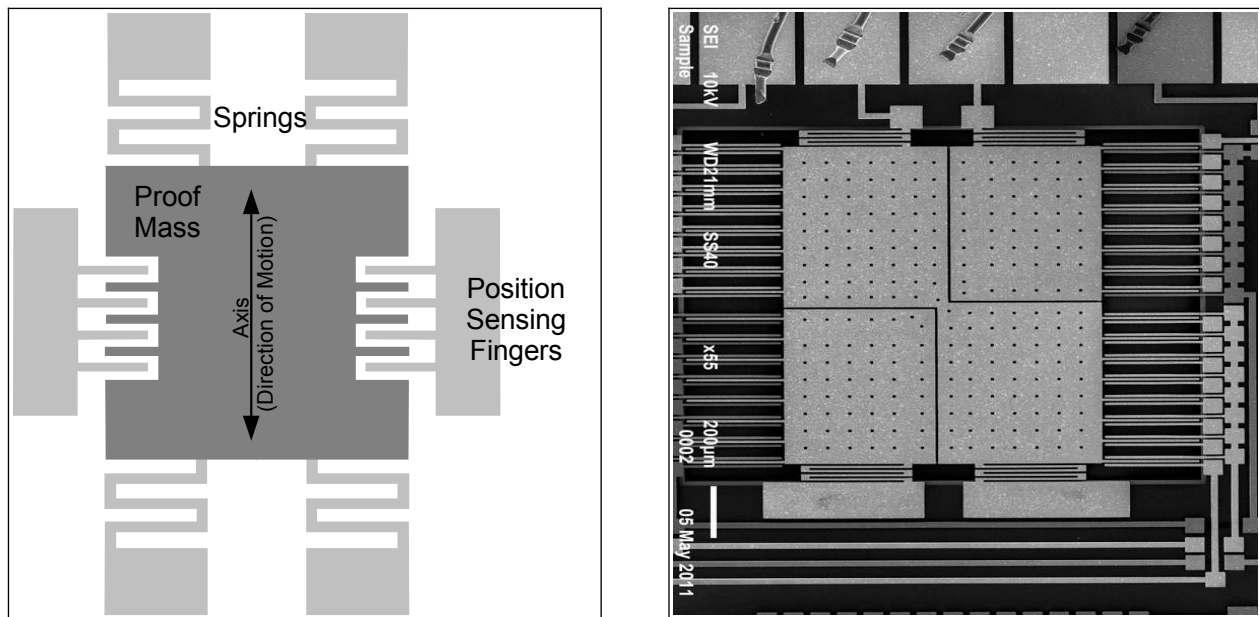 Springs
Proof
Mass
Axis
(Direction of Motion)
Position
Sensing
Fingers
SEI 10kV WD21mm SS40 x55 200µm 05 May 2011
Sample 0002